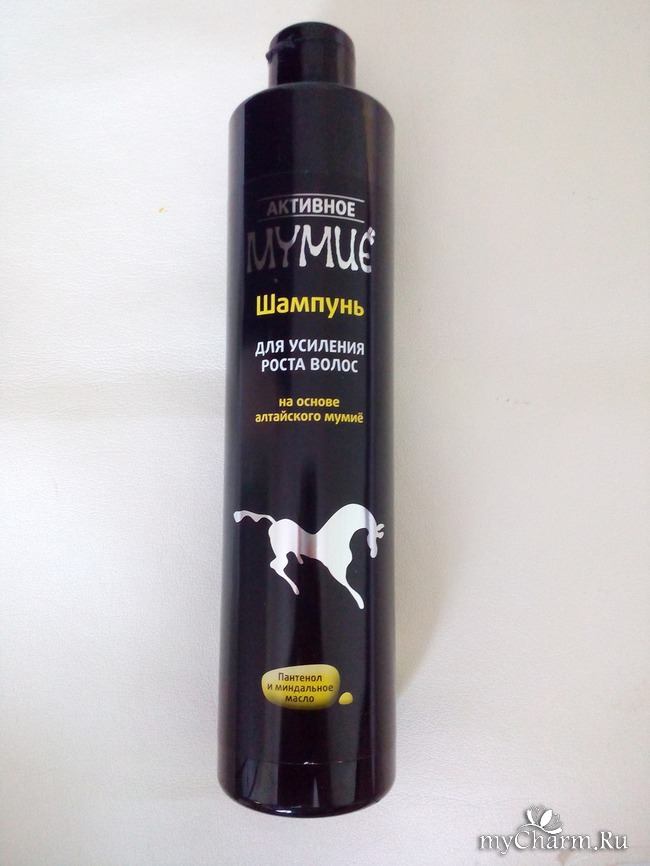 АКТИВНОЕ
МУМИЁ
Шампунь
ДЛЯ УСИЛЕНИЯ
РОСТА ВОЛОС
на основе
алтайского мумиё
Пантенол
и миндальное
масло
myCharm.Ru